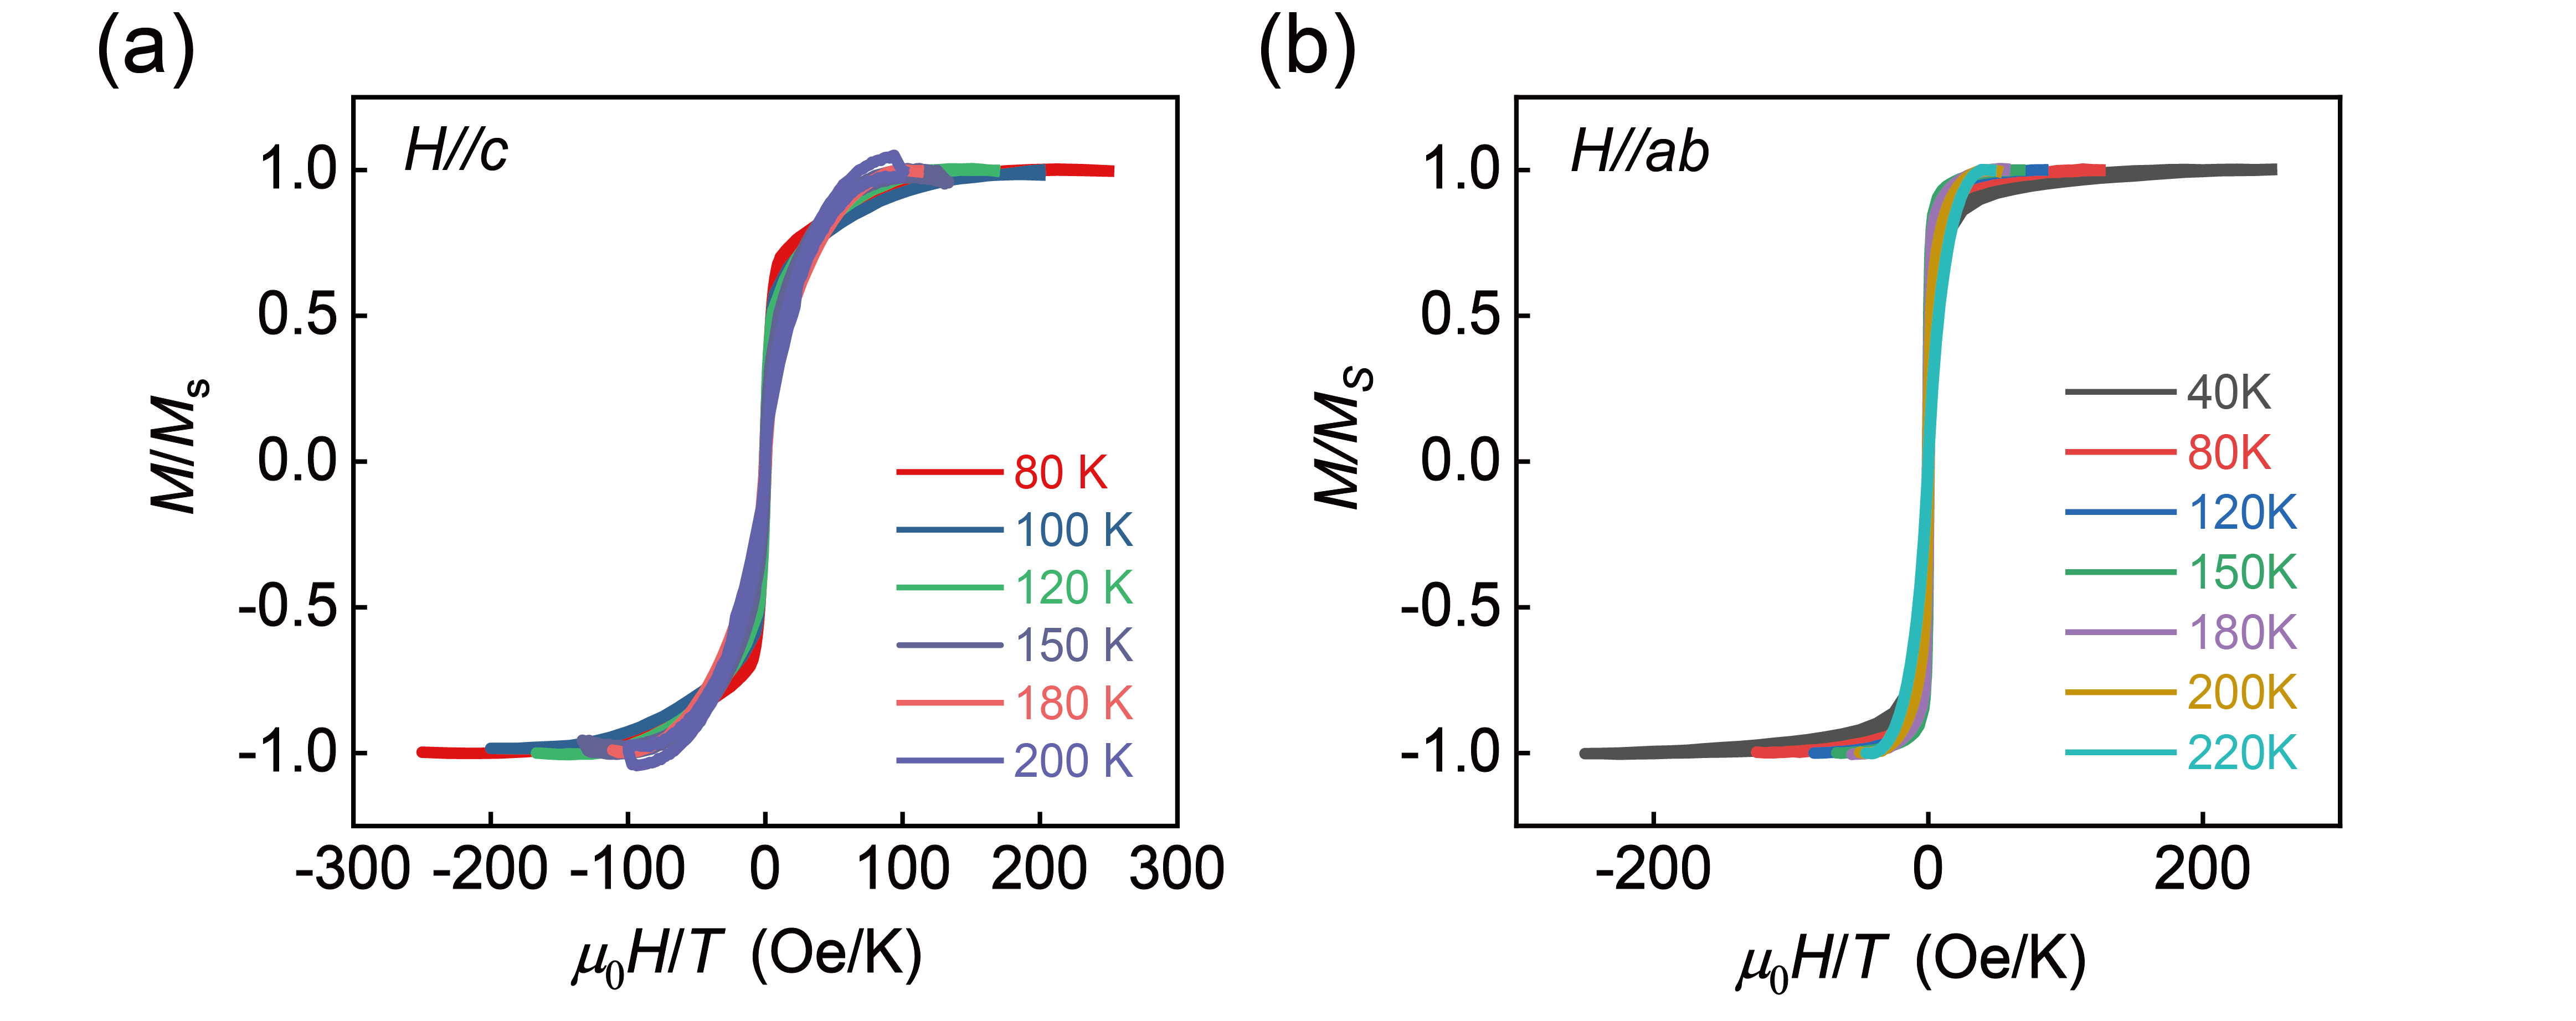 (a)
H//c
1.0
0.5
0.0
-0.5
-1.0
M/Ms
80 K
100 K
120 K
150 K
180 K
200 K
-300 -200 -100 0 100 200 300
μ0H/T (Oe/K)
(b)
H//ab
1.0
0.5
0.0
-0.5
-1.0
M/MS
40K
80K
120K
150K
180K
200K
220K
-200 0 200
μ0H/T (Oe/K)